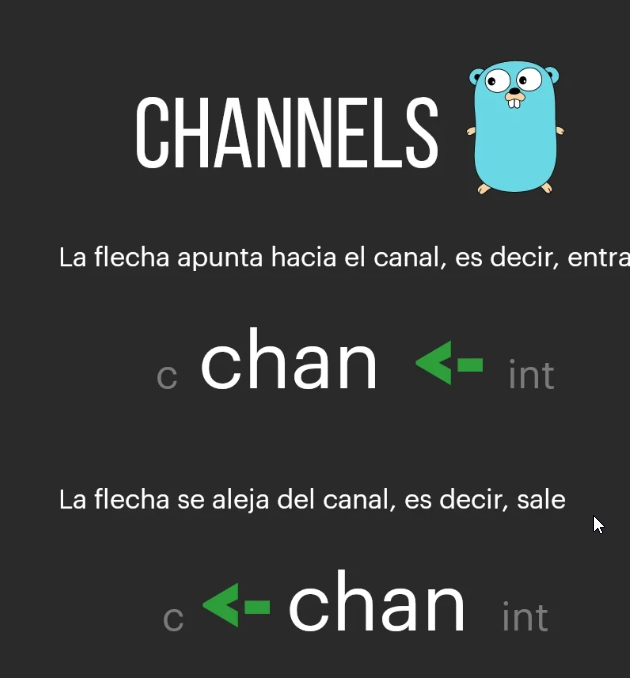 CHANNELS
La flecha apunta hacia el canal, es decir, entra
c chan <- int
La flecha se aleja del canal, es decir, sale
c <- chan int